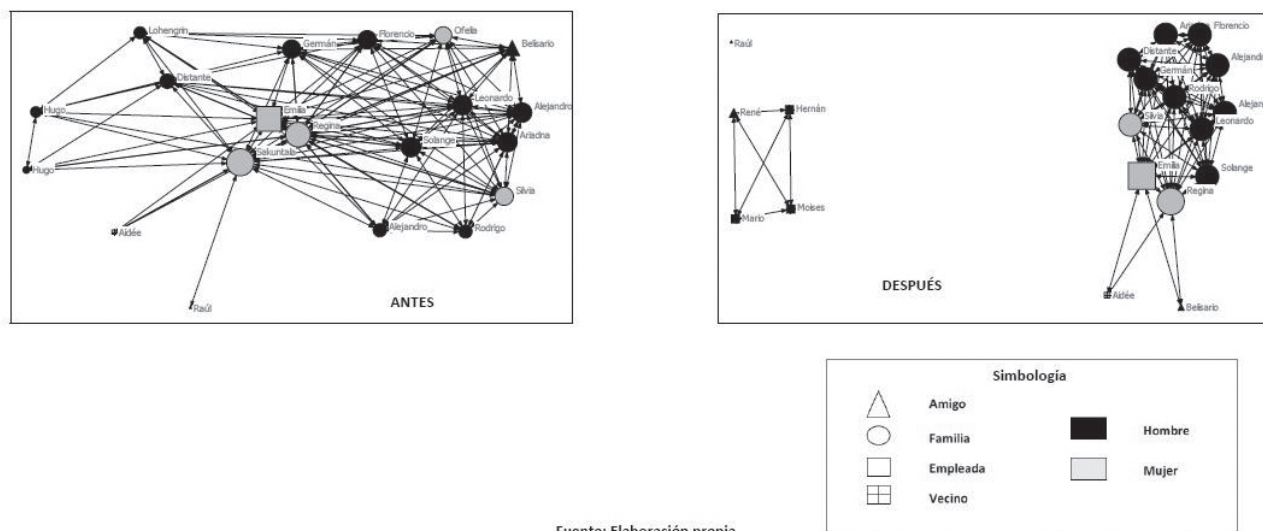 Lohengrin
Germán
Florencio
Ofelia
Belisario
Distante
Hugo
Emilia
Regina
Leonardo
Alejandro
Ariadna
Solange
Sakuntala
Hugo
Silvia
Aidée
Alejandro
Rodrigo
Raúl
ANTES
Raúl
Florencio
Distante
Germán
Rodrigo
René
Hernán
Silvia
Leonardo
Emilia
Solange
Regina
Mario
Moises
DESPUÉS
Aidée
Belisario
Simbología
Amigo
Familia
Empleada
Vecino
Hombre
Mujer
Fuente: Elaboración propia